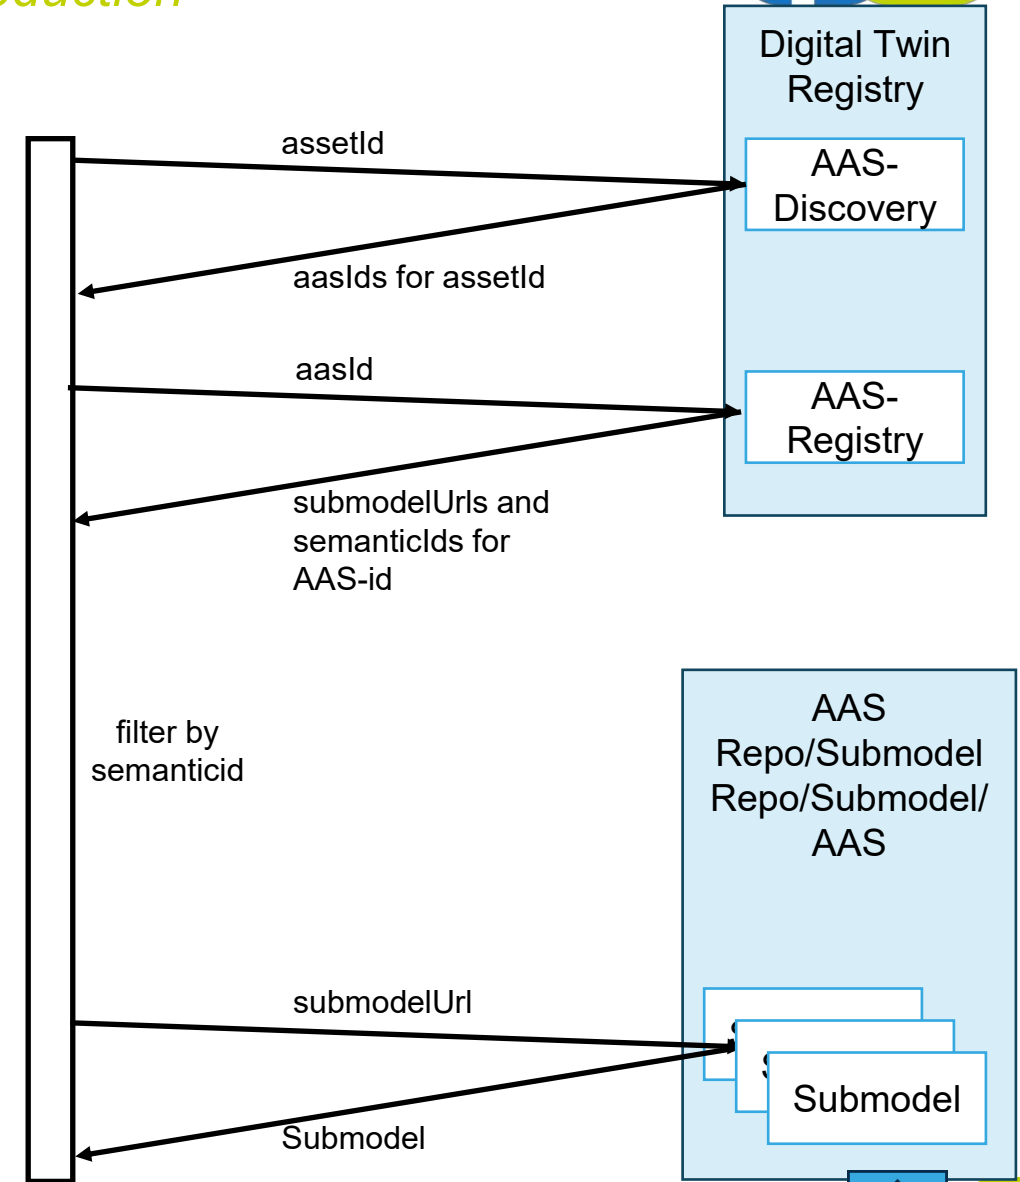 Digital Twin
Registry
assetId
AAS-
Discovery
aasIds for assetId
aasId
AAS-
Registry
submodelUrls and
semanticIds for
AAS-id
filter by
semanticid
AAS
Repo/Submodel
Repo/Submodel/
AAS
submodelUrl
Submodel
Submodel